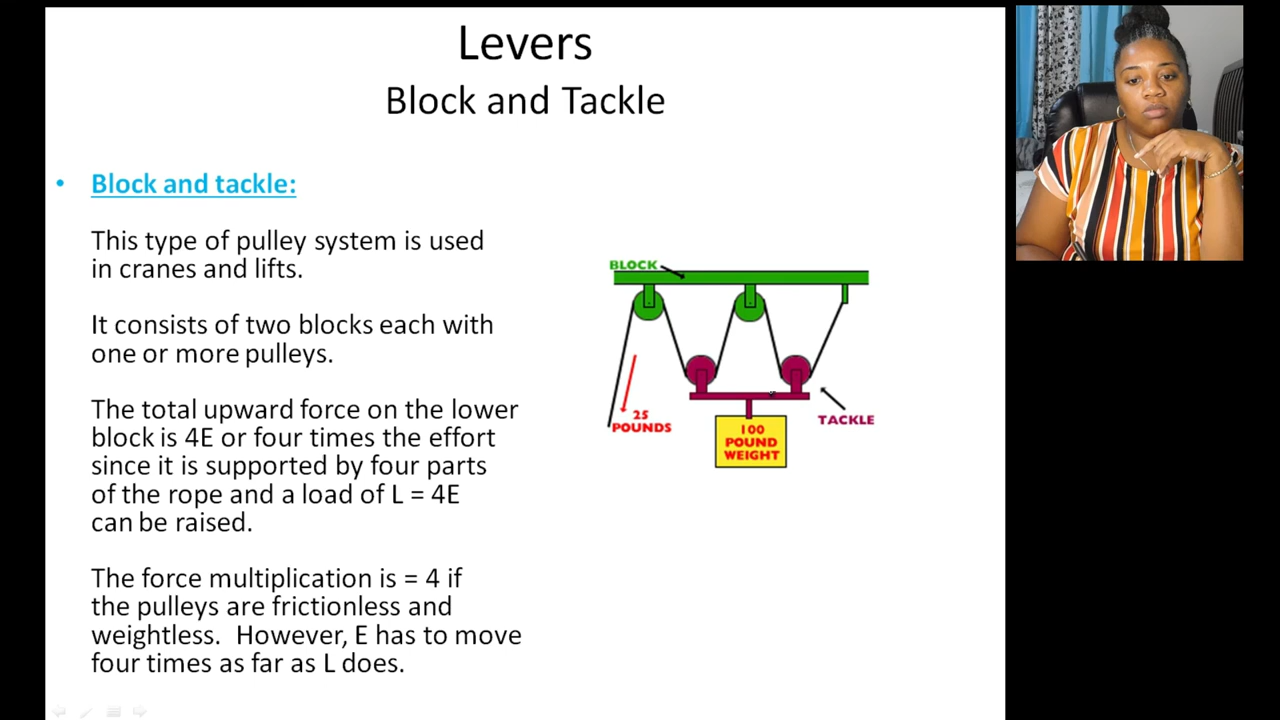 Levers
Block and Tackle
• Block and tackle:
This type of pulley system is used
in cranes and lifts.
It consists of two blocks each with
one or more pulleys.
The total upward force on the lower
block is 4E or four times the effort
since it is supported by four parts
of the rope and a load of L = 4E
can be raised.
The force multiplication is = 4 if
the pulleys are frictionless and
weightless.  However, E has to move
four times as far as L does.
BLOCK
25
POUNDS
TACKLE
100
POUND
WEIGHT